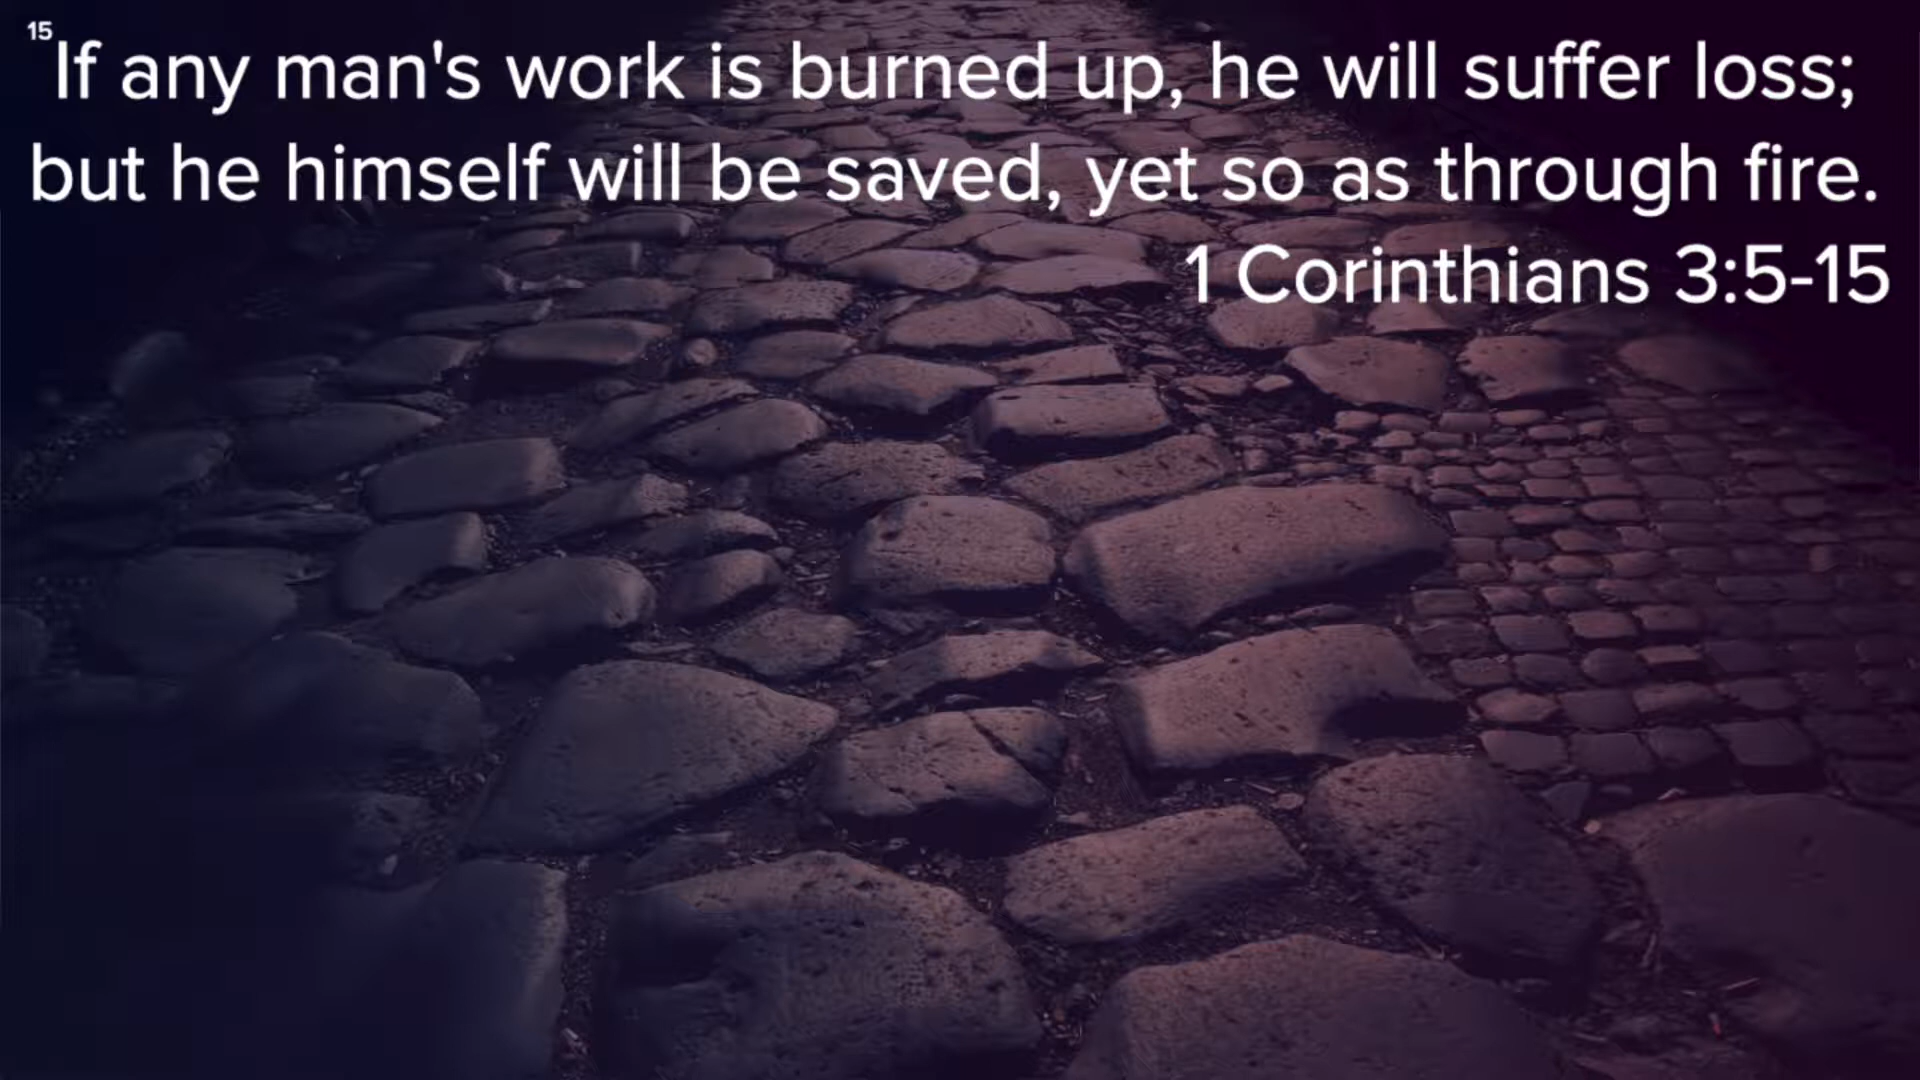 15 If any man's work is burned up, he will suffer loss;
but he himself will be saved, yet so as through fire.
1 Corinthians 3:5-15